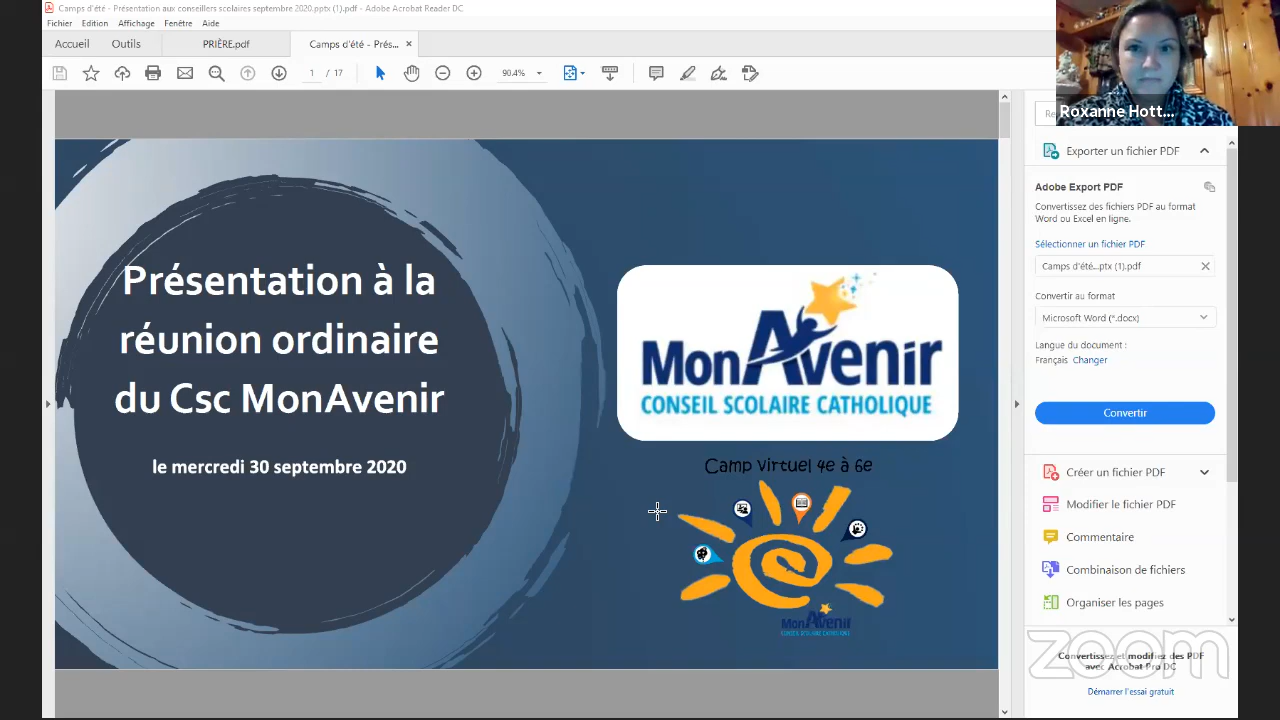 Camps d'été - Présentation aux conseillers scolaires septembre 2020.pptx (1).pdf - Adobe Acrobat Reader DC
Fichier Edition Affichage Fenêtre Aide
Accueil Outils PRIÈRE.pdf Camps d'été - Prés... ×
1 / 17 90.4%
Roxanne Hott...
Re
Exporter un fichier PDF
Adobe Export PDF
Convertissez des fichiers PDF au format
Word ou Excel en ligne.
Sélectionner un fichier PDF
Camps d'été...ptx (1).pdf
Convertir au format
Microsoft Word (*.docx)
Langue du document :
Français Changer
Convertir
Créer un fichier PDF
Modifier le fichier PDF
Commentaire
Combinaison de fichiers
Organiser les pages
Convertissez et modifiez des PDF
avec Acrobat Pro DC
Démarrer l'essai gratuit
zoom
Présentation à la
réunion ordinaire
du Csc MonAvenir
le mercredi 30 septembre 2020
MonAvenir
CONSEIL SCOLAIRE CATHOLIQUE
Camp virtuel 4e à 6e
MonAvenir
CONSEIL SCOLAIRE CATHOLIQUE